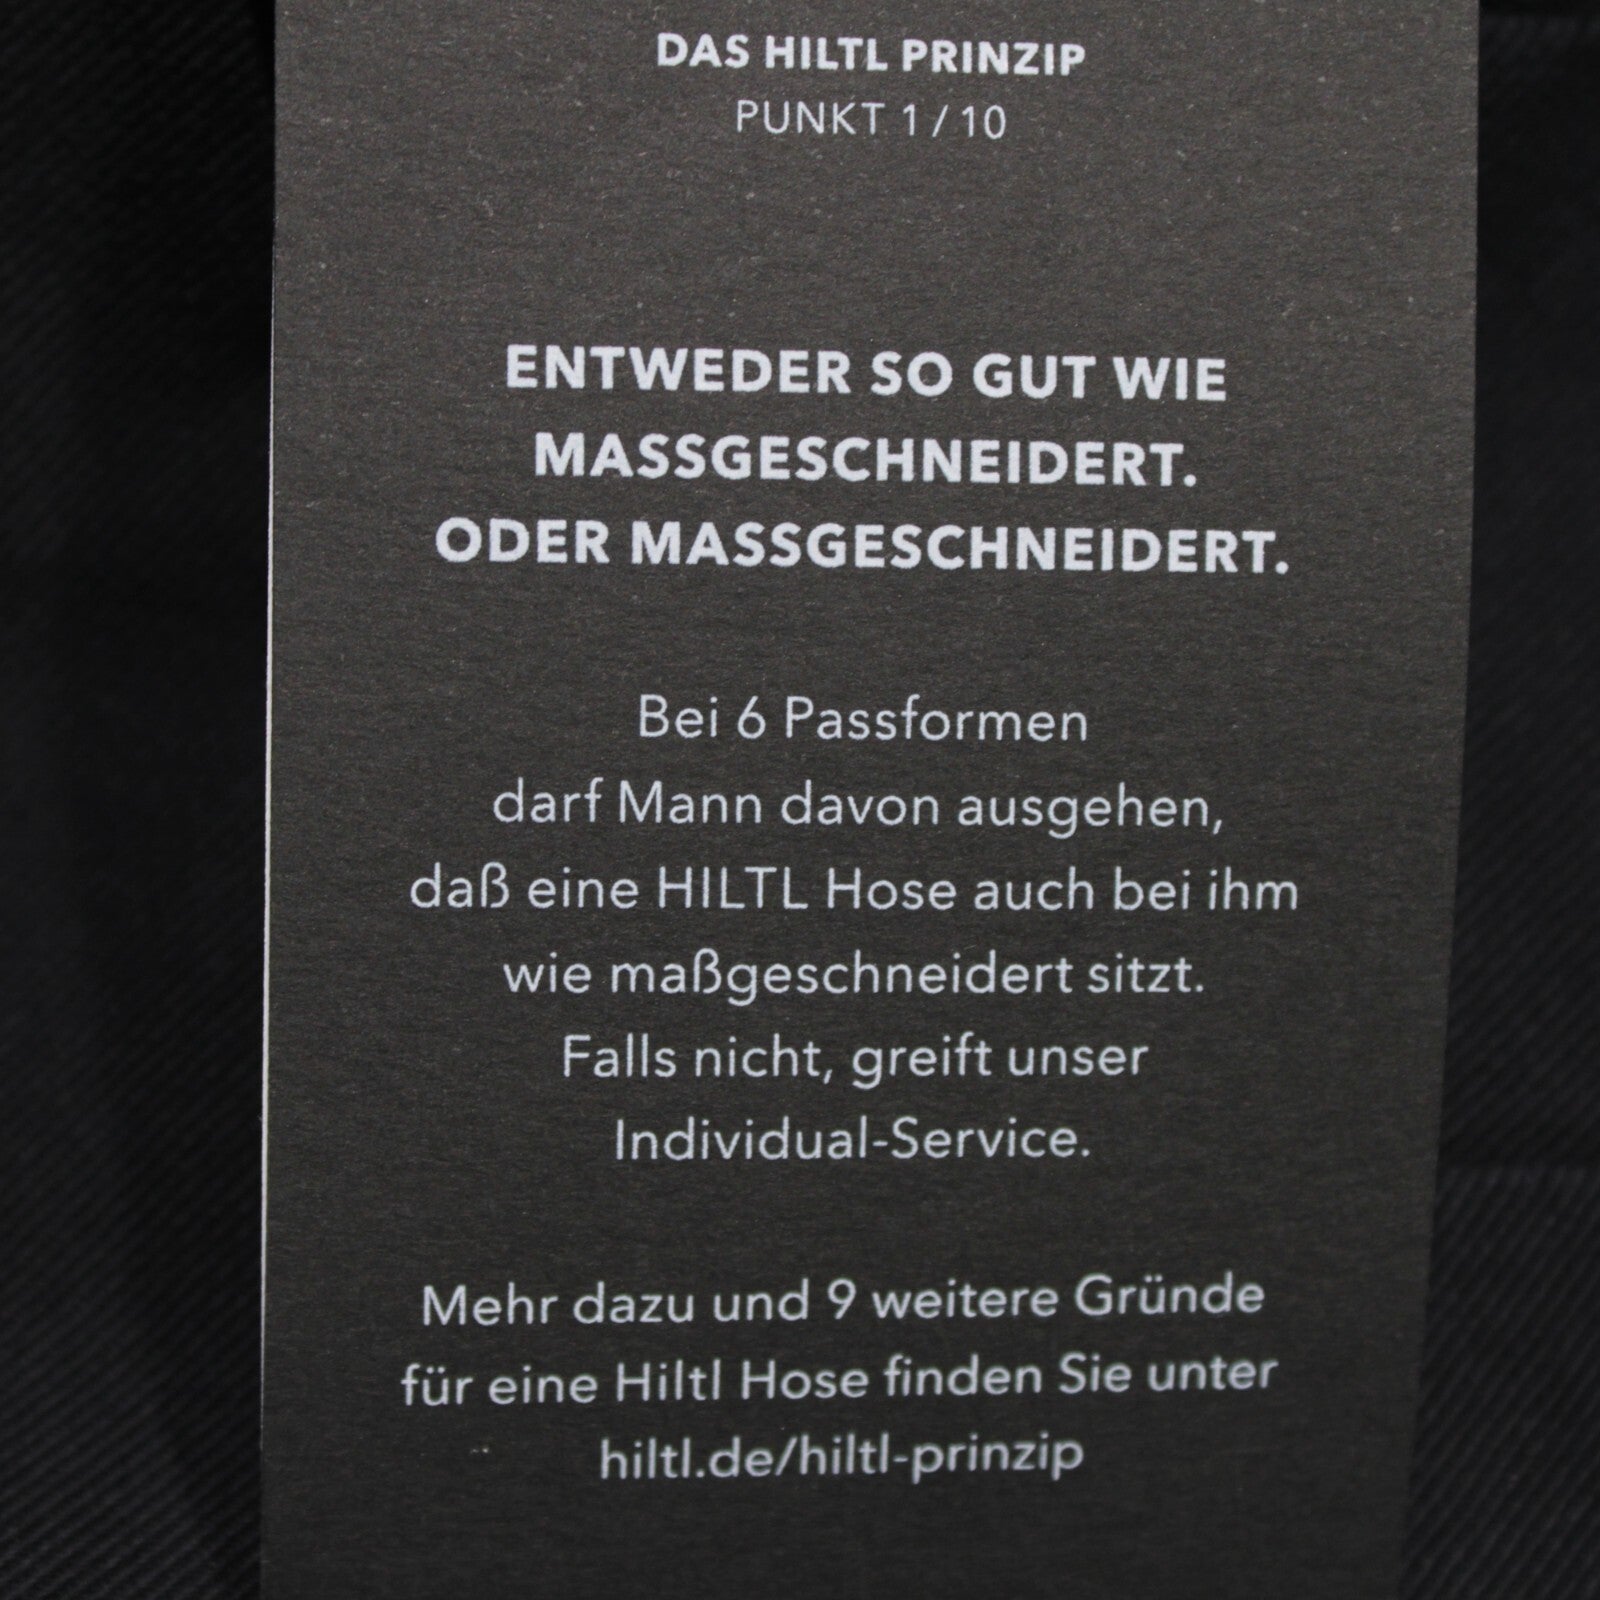 DAS HILTL PRINZIP
PUNKT 1 / 10
ENTWEDER SO GUT WIE
MASSGESCHNEIDERT.
ODER MASSGESCHNEIDERT.
Bei 6 Passformen
darf Mann davon ausgehen,
daß eine HILTL Hose auch bei ihm
wie maßgeschneidert sitzt.
Falls nicht, greift unser
Individual-Service.
Mehr dazu und 9 weitere Gründe
für eine Hiltl Hose finden Sie unter
hiltl.de/hiltl-prinzip